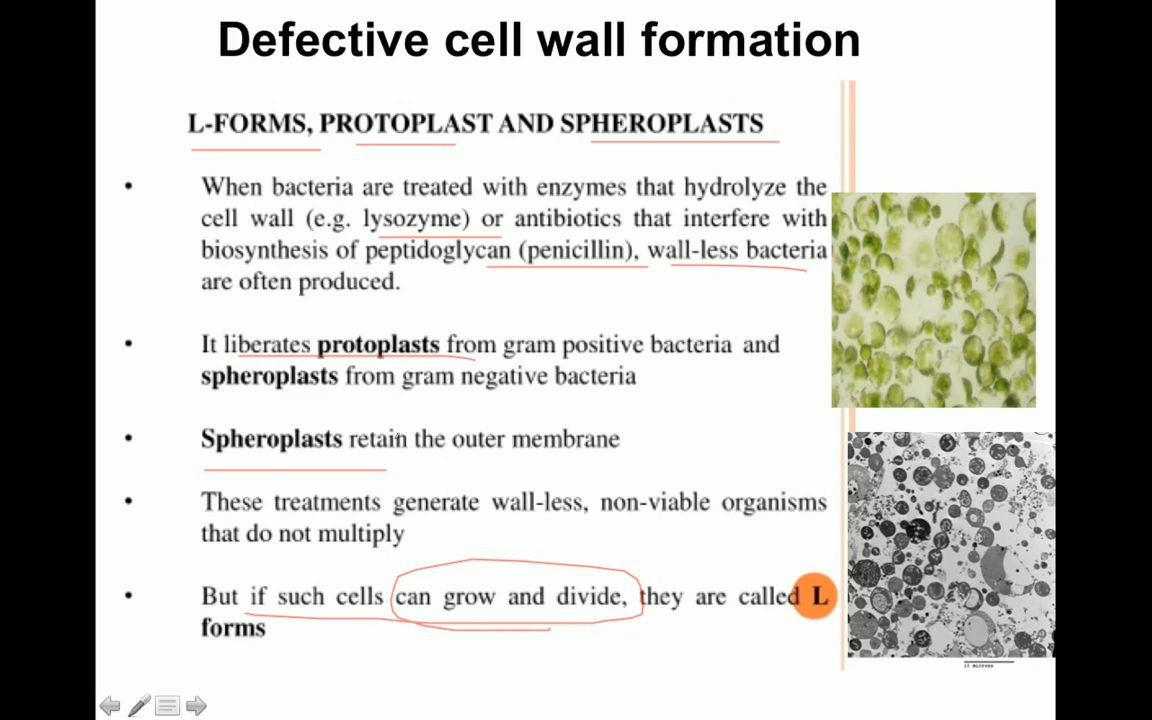 Defective cell wall formation
L-FORMS, PROTOPLAST AND SPHEROPLASTS
• When bacteria are treated with enzymes that hydrolyze the
cell wall (e.g. lysozyme) or antibiotics that interfere with
biosynthesis of peptidoglycan (penicillin), wall-less bacteria
are often produced.
• It liberates protoplasts from gram positive bacteria and
spheroplasts from gram negative bacteria
• Spheroplasts retain the outer membrane
• These treatments generate wall-less, non-viable organisms
that do not multiply
• But if such cells can grow and divide, they are called L
forms
10 microns